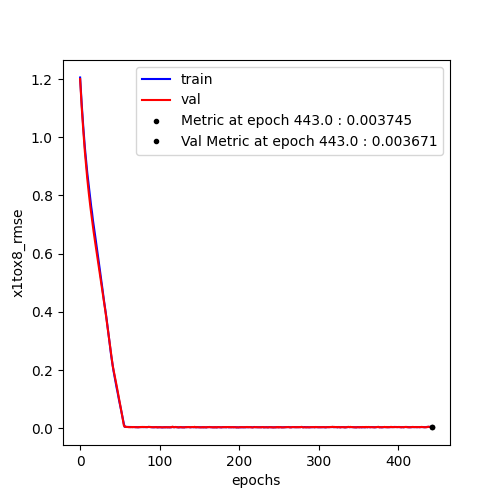 train
val
Metric at epoch 443.0 : 0.003745
Val Metric at epoch 443.0 : 0.003671
1.2
1.0
0.8
0.6
0.4
0.2
0.0
x1tox8_rmse
0 100 200 300 400
epochs